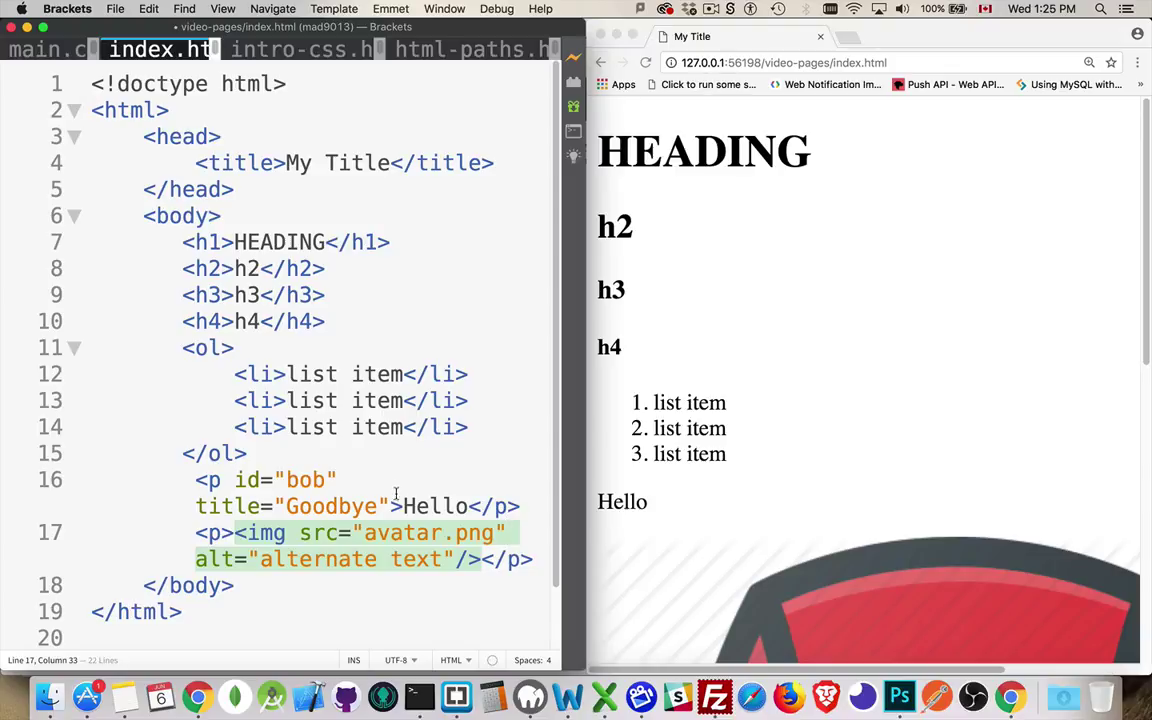 Brackets File Edit Find View Navigate Template Emmet Window Debug Help 100% Wed 1:25 PM
• video-pages/index.html (mad9013) — Brackets
main.c index.ht intro-css.h html-paths.h
My Title
127.0.0.1:56198/video-pages/index.html
Apps Click to run some s... Web Notification Im... Push API - Web API... Using MySQL with... »
1 <!doctype html>
2 <html>
3 <head>
4 <title>My Title</title>
5 </head>
6 <body>
7 <h1>HEADING</h1>
8 <h2>h2</h2>
9 <h3>h3</h3>
10 <h4>h4</h4>
11 <ol>
12 <li>list item</li>
13 <li>list item</li>
14 <li>list item</li>
15 </ol>
16 <p id="bob"
title="Goodbye">Hello</p>
17 <p><img src="avatar.png"
alt="alternate text"/></p>
18 </body>
19 </html>
20
Line 17, Column 33 — 22 Lines INS UTF-8 HTML Spaces: 4
HEADING
h2
h3
h4
1. list item
2. list item
3. list item
Hello
JUN
6
W
X
S
Fz
Ps